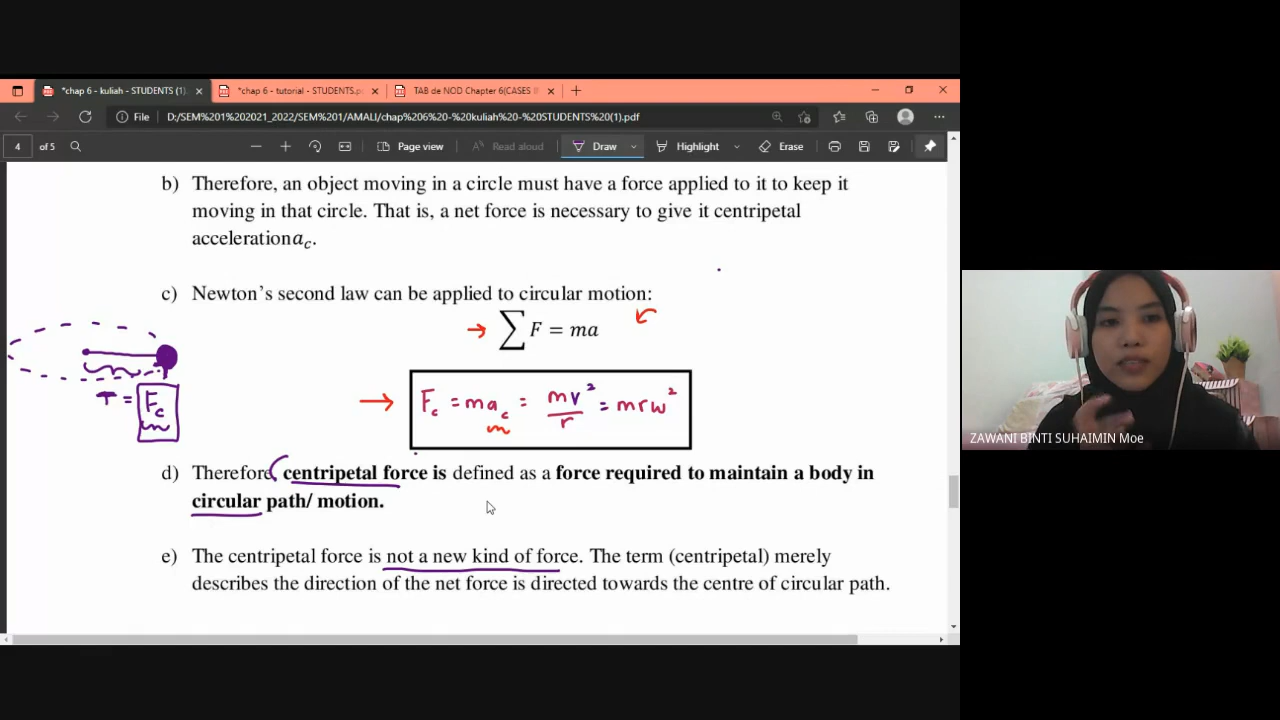 *chap 6 - kuliah - STUDENTS (1).
*chap 6 - tutorial - STUDENTS.p
TAB de NOD Chapter 6(CASES I
File
D:/SEM%201%202021_2022/SEM%201/AMALI/chap%206%20-%20kuliah%20-%20STUDENTS%20(1).pdf
4 of 5
Page view
Read aloud
Draw
Highlight
Erase
b) Therefore, an object moving in a circle must have a force applied to it to keep it
moving in that circle. That is, a net force is necessary to give it centripetal
acceleration𝑎𝑐.
c) Newton's second law can be applied to circular motion:
→ ∑ F = ma
T = Fc
→ Fc = mac = mv²/r = mrω²
d) Therefore, centripetal force is defined as a force required to maintain a body in
circular path/ motion.
e) The centripetal force is not a new kind of force. The term (centripetal) merely
describes the direction of the net force is directed towards the centre of circular path.
ZAWANI BINTI SUHAIMIN Moe